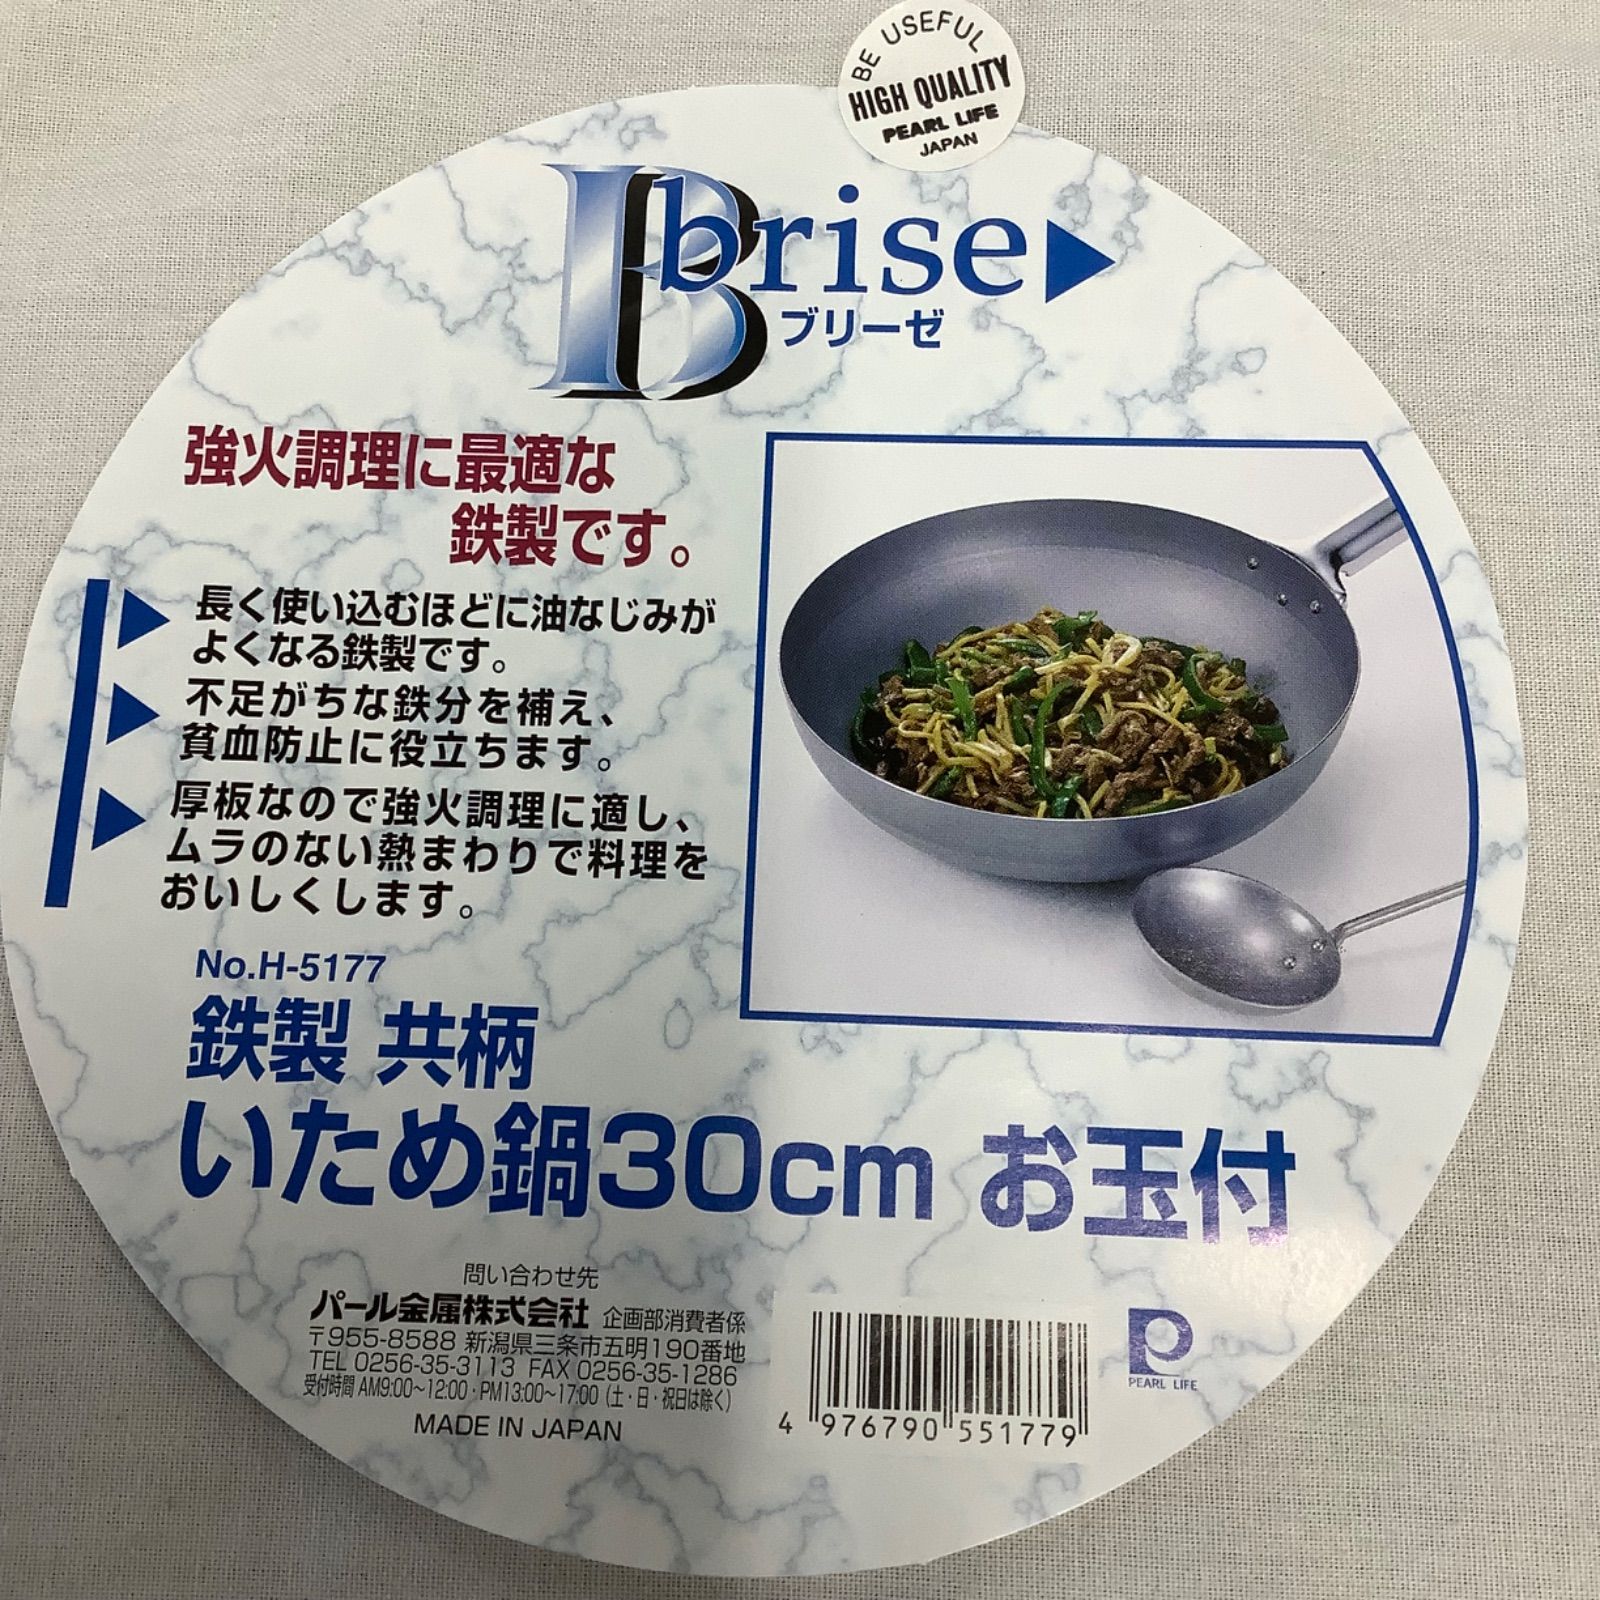 BE USEFUL
HIGH QUALITY
PEARL LIFE
JAPAN
B
brise
ブリーゼ
強火調理に最適な
鉄製です。
長く使い込むほどに油なじみが
よくなる鉄製です。
不足がちな鉄分を補え、
貧血防止に役立ちます。
厚板なので強火調理に適し、
ムラのない熱まわりで料理を
おいしくします。
No.H-5177
鉄製 共柄
いため鍋30cm お玉付
問い合わせ先
パール金属株式会社 企画部消費者係
〒955-8588 新潟県三条市五明190番地
TEL 0256-35-3113 FAX 0256-35-1286
受付時間 AM9:00〜12:00・PM13:00〜17:00 (土・日・祝日は除く)
MADE IN JAPAN
4 976790 551779
PEARL LIFE